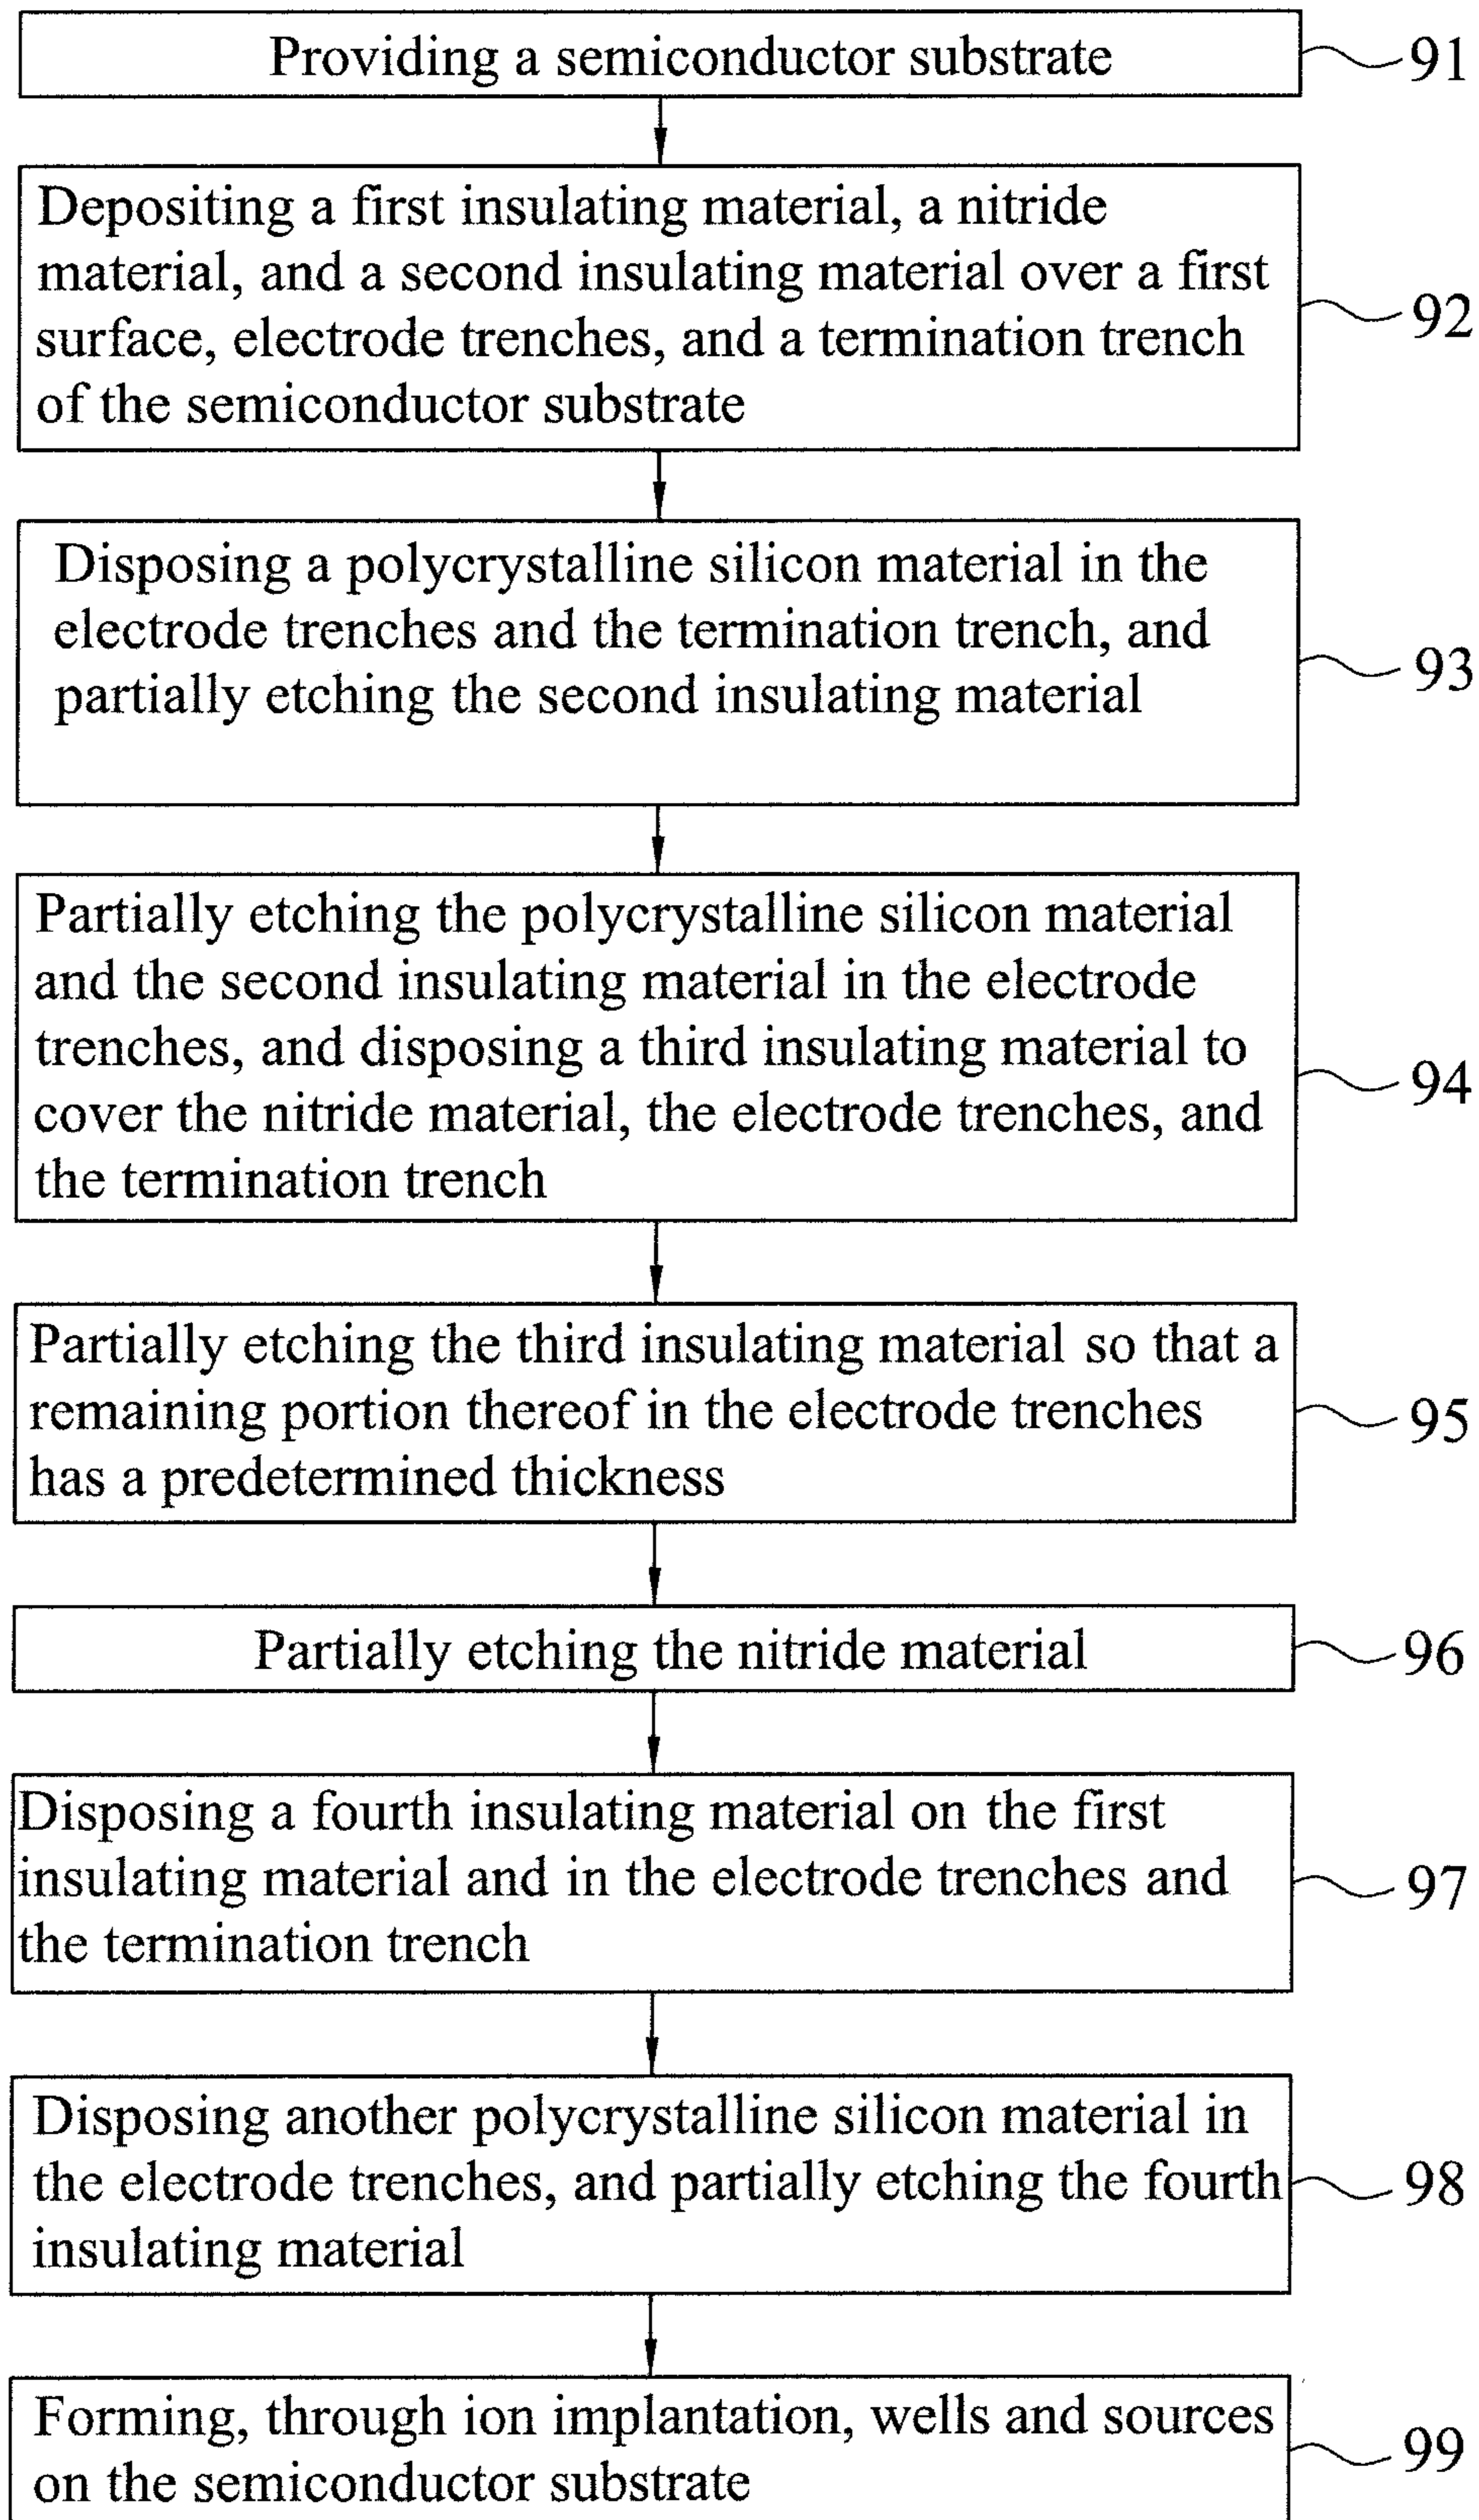 Providing a semiconductor substrate
91
Depositing a first insulating material, a nitride
material, and a second insulating material over a first
surface, electrode trenches, and a termination trench
of the semiconductor substrate
92
Disposing a polycrystalline silicon material in the
electrode trenches and the termination trench, and
partially etching the second insulating material
93
Partially etching the polycrystalline silicon material
and the second insulating material in the electrode
trenches, and disposing a third insulating material to
cover the nitride material, the electrode trenches, and
the termination trench
94
Partially etching the third insulating material so that a
remaining portion thereof in the electrode trenches
has a predetermined thickness
95
Partially etching the nitride material
96
Disposing a fourth insulating material on the first
insulating material and in the electrode trenches and
the termination trench
97
Disposing another polycrystalline silicon material in
the electrode trenches, and partially etching the fourth
insulating material
98
Forming, through ion implantation, wells and sources
on the semiconductor substrate
99